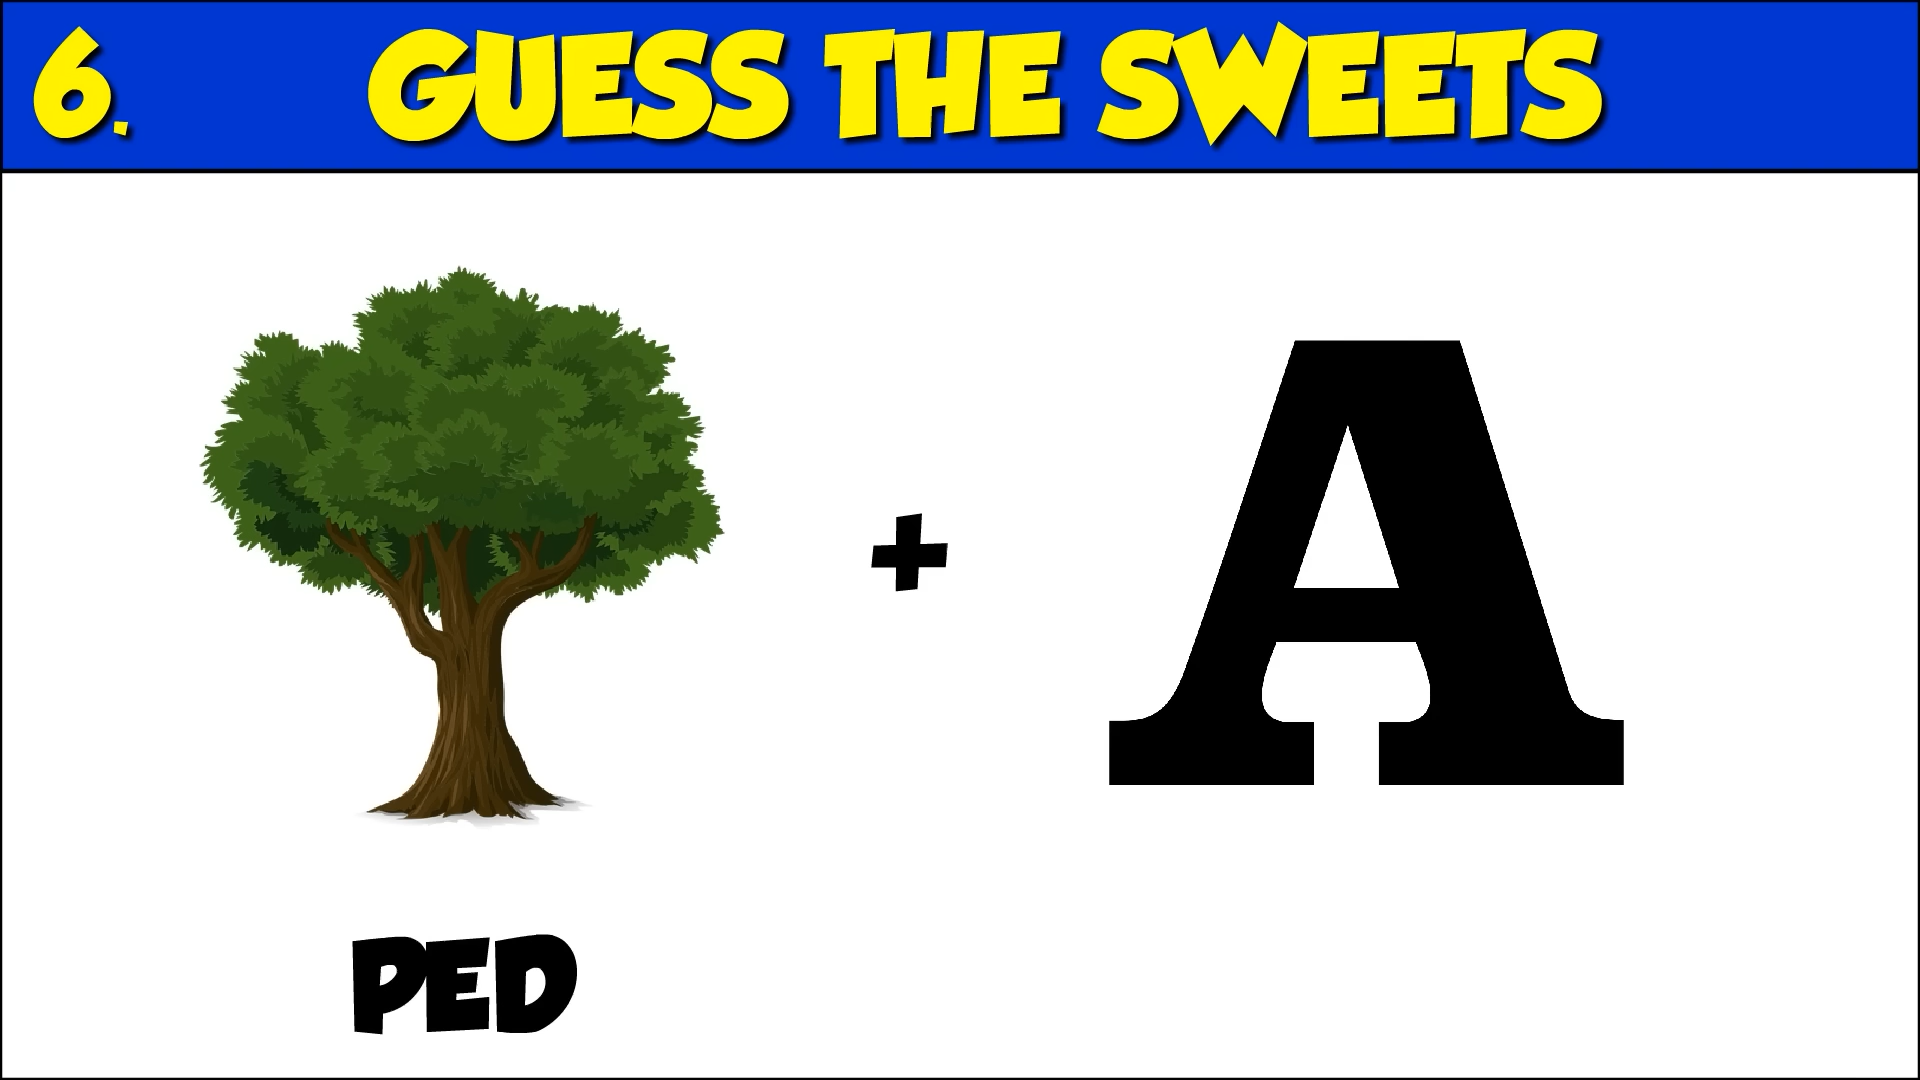 6. GUESS THE SWEETS
+ A
PED